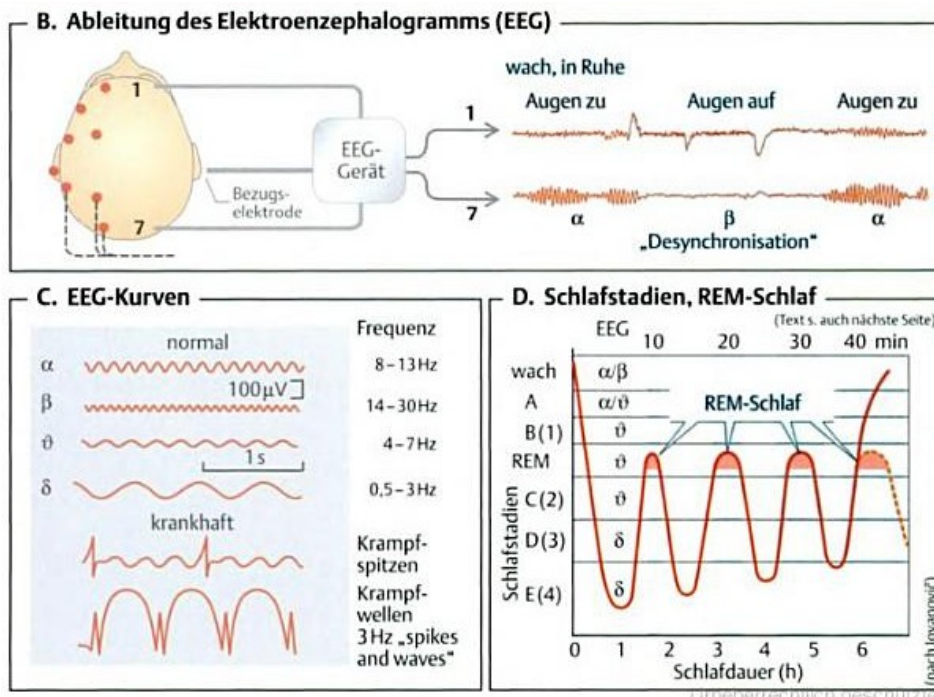 B. Ableitung des Elektroenzephalogramms (EEG)
wach, in Ruhe
Augen zu Augen auf Augen zu
1
1
EEG-
Gerät
Bezugs-
elektrode
7
7
α β α
„Desynchronisation“
C. EEG-Kurven
Frequenz
normal
α 8–13 Hz
100 µV
β 14–30 Hz
ϑ 4–7 Hz
1 s
δ 0,5–3 Hz
krankhaft
Krampf-
spitzen
Krampf-
wellen
3 Hz „spikes
and waves“
D. Schlafstadien, REM-Schlaf
(Text s. auch nächste Seite)
EEG 10 20 30 40 min
wach α/β
A α/ϑ
REM-Schlaf
B (1) ϑ
REM ϑ
C (2) ϑ
D (3) δ
E (4) δ
Schlafstadien
0 1 2 3 4 5 6
Schlafdauer (h)
(nach Jovanović)
Urheberrechtlich geschützt